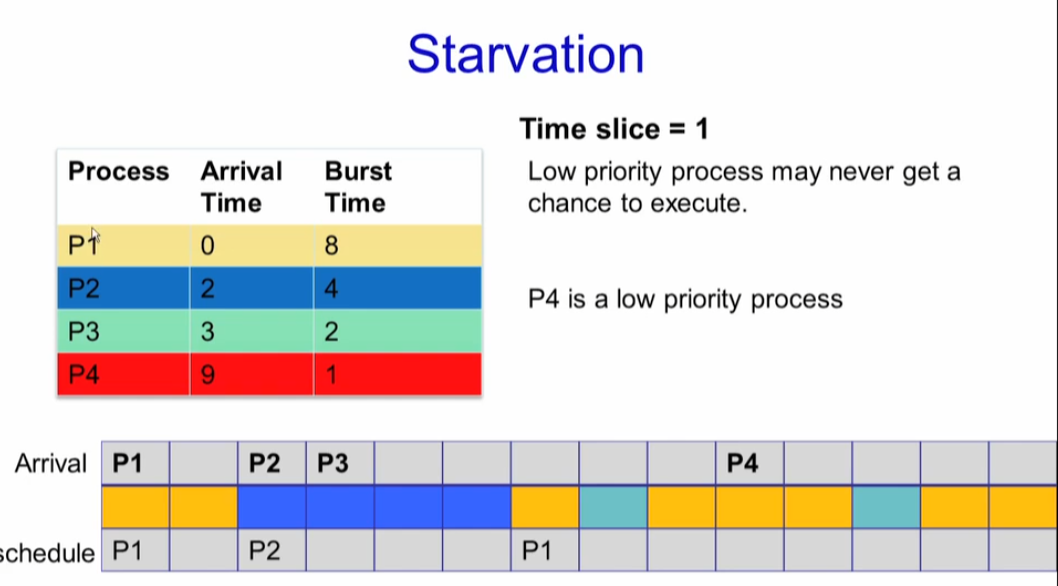 Starvation
Time slice = 1
Process Arrival Time Burst Time
Low priority process may never get a
chance to execute.
P1 0 8
P2 2 4
P3 3 2
P4 9 1
P4 is a low priority process
Arrival P1 P2 P3 P4
schedule P1 P2 P1